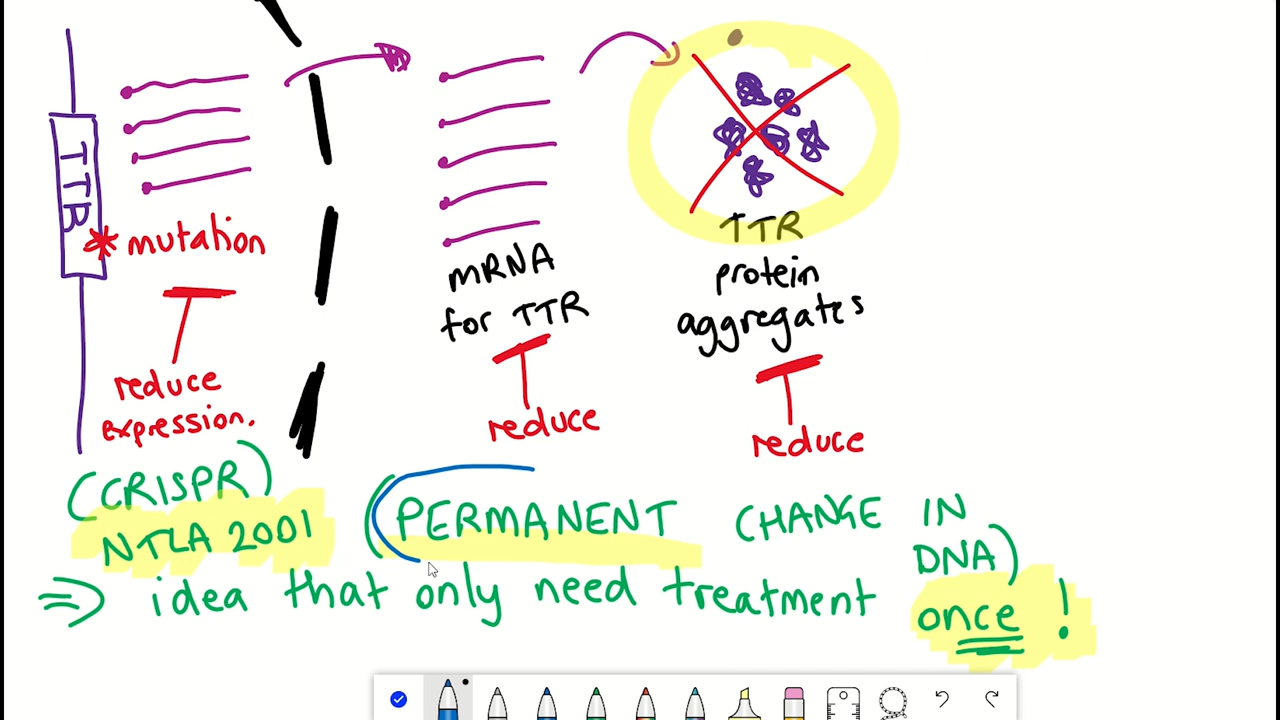 TTR
* mutation
reduce
expression.
mRNA
for TTR
reduce
TTR
protein
aggregates
reduce
(CRISPR)
NTLA 2001
(PERMANENT CHANGE IN
DNA)
=> idea that only need treatment once !